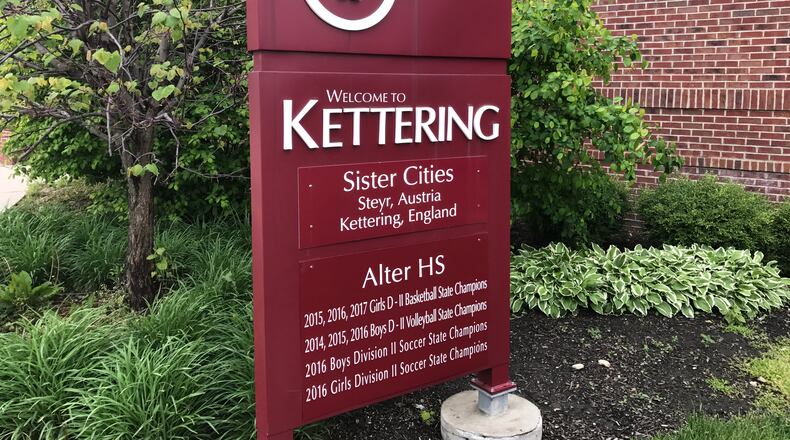 WELCOME TO
KETTERING
Sister Cities
Steyr, Austria
Kettering, England
Alter HS
2015, 2016, 2017 Girls D - II Basketball State Champions
2014, 2015, 2016 Boys D - II Volleyball State Champions
2016 Boys Division II Soccer State Champions
2016 Girls Division II Soccer State Champions